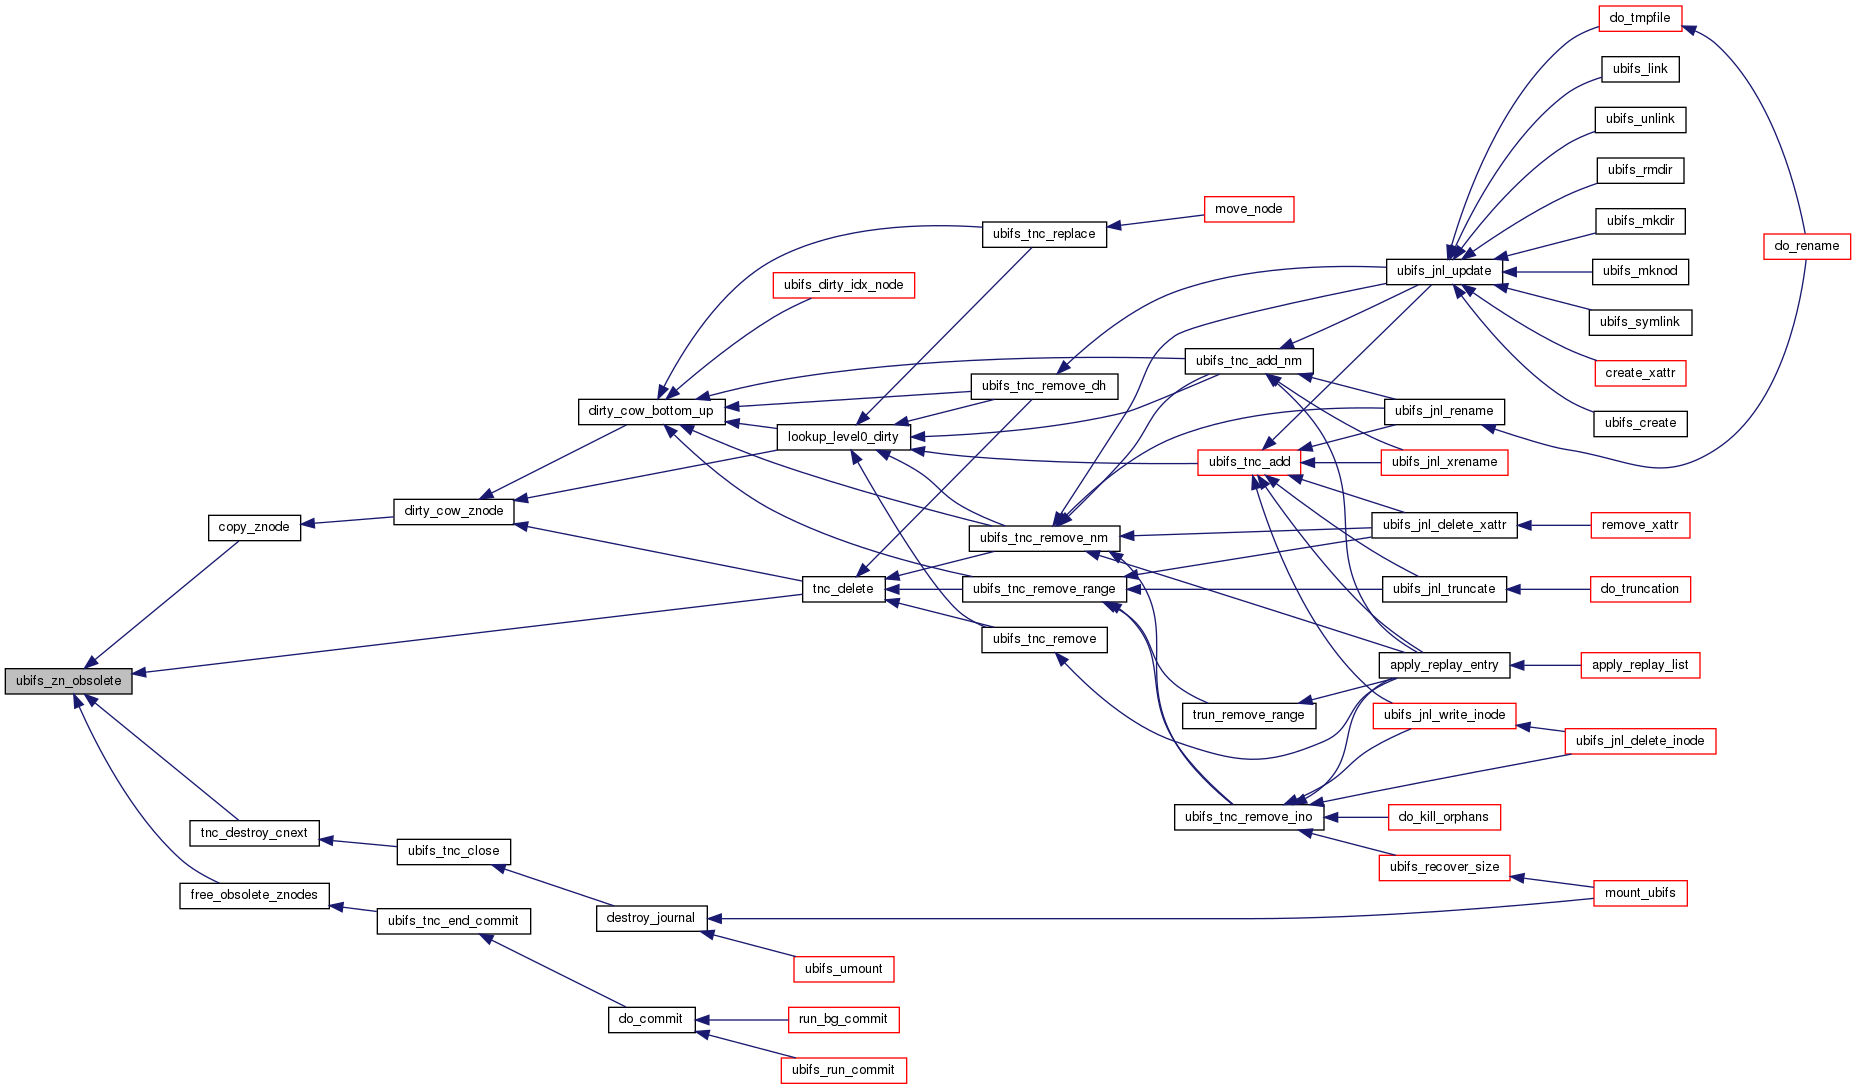 do_tmpfile
ubifs_link
ubifs_unlink
ubifs_rmdir
move_node
ubifs_mkdir
ubifs_tnc_replace
do_rename
ubifs_jnl_update
ubifs_mknod
ubifs_dirty_idx_node
ubifs_symlink
ubifs_tnc_add_nm
create_xattr
ubifs_tnc_remove_dh
dirty_cow_bottom_up
ubifs_jnl_rename
ubifs_create
lookup_level0_dirty
ubifs_tnc_add
ubifs_jnl_xrename
dirty_cow_znode
copy_znode
ubifs_jnl_delete_xattr
remove_xattr
ubifs_tnc_remove_nm
tnc_delete
ubifs_tnc_remove_range
ubifs_jnl_truncate
do_truncation
ubifs_tnc_remove
apply_replay_entry
apply_replay_list
ubifs_zn_obsolete
trun_remove_range
ubifs_jnl_write_inode
ubifs_jnl_delete_inode
ubifs_tnc_remove_ino
do_kill_orphans
tnc_destroy_cnext
ubifs_tnc_close
ubifs_recover_size
free_obsolete_znodes
mount_ubifs
ubifs_tnc_end_commit
destroy_journal
ubifs_umount
do_commit
run_bg_commit
ubifs_run_commit